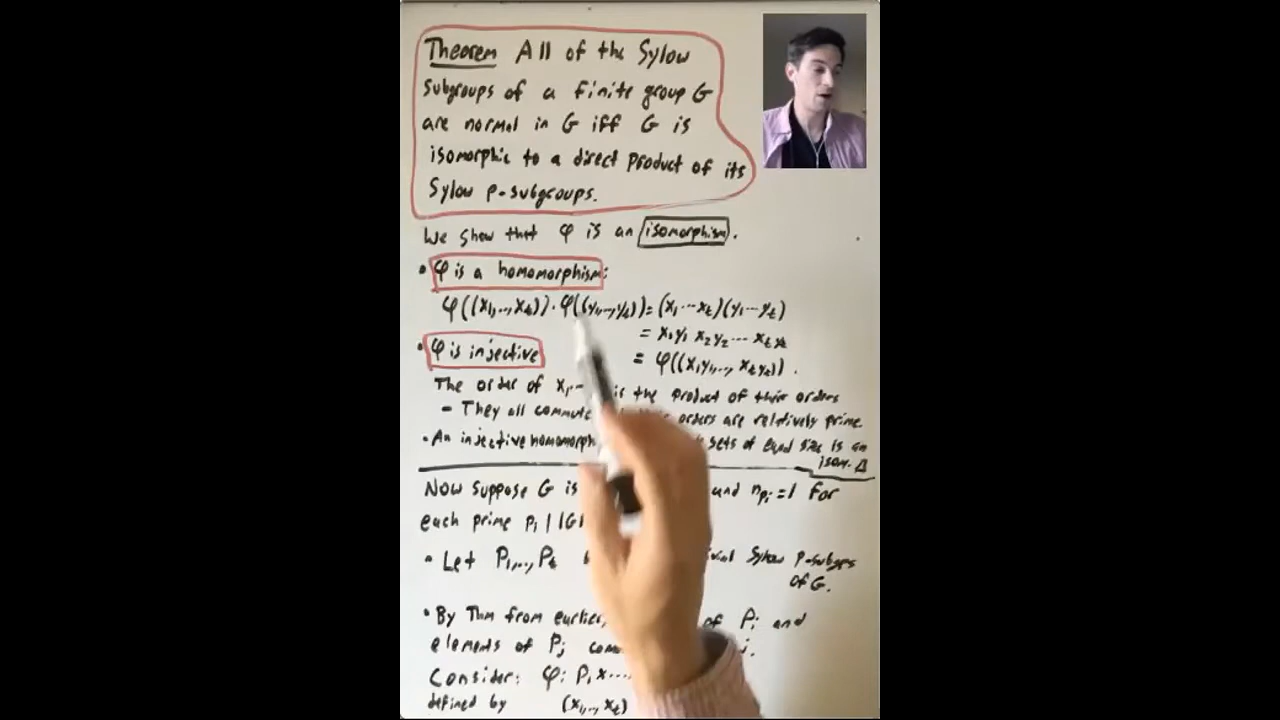 Theorem All of the Sylow
subgroups of a finite group G
are normal in G iff G is
isomorphic to a direct product of its
Sylow p-subgroups.
We show that φ is an isomorphism.
• φ is a homomorphism:
φ((x1,..,xt))·φ((y1,..,yt))=(x1⋯xt)(y1⋯yt)
= x1y1 x2y2⋯xtyt
• φ is injective
= φ((x1y1,.., xtyt)).
The order of x1 is the product of their orders
- They all commute orders are relatively prime.
• An injective sets of equal size is an
isom. Δ
Now suppose G is and npi=1 for
each prime pi | |G|
• Let P1,..,Pt Sylow p-subgps
of G.
• By Thm from earlier, of Pi and
elements of Pj
Consider: φ: P1×⋯
defined by (x1,..,xt)